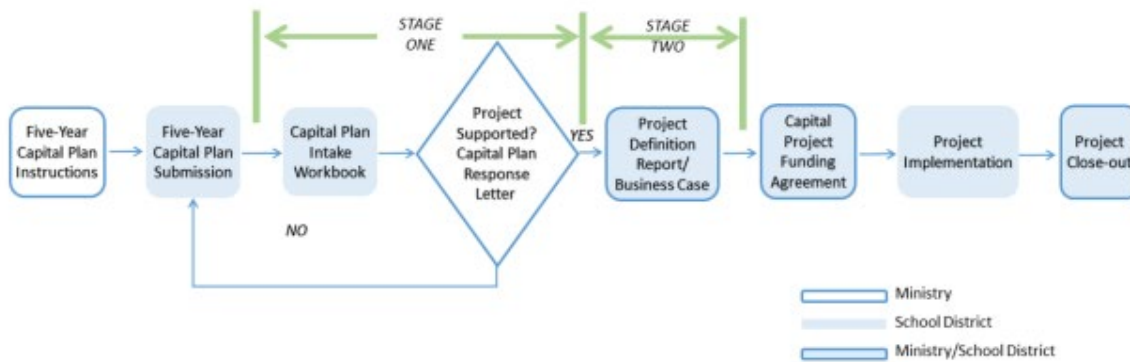 STAGE
ONE
STAGE
TWO
Five-Year
Capital Plan
Instructions
Five-Year
Capital Plan
Submission
Capital Plan
Intake
Workbook
Project
Supported?
Capital Plan
Response
Letter
YES
Project
Definition
Report/
Business Case
Capital
Project
Funding
Agreement
Project
Implementation
Project
Close-out
NO
Ministry
School District
Ministry/School District